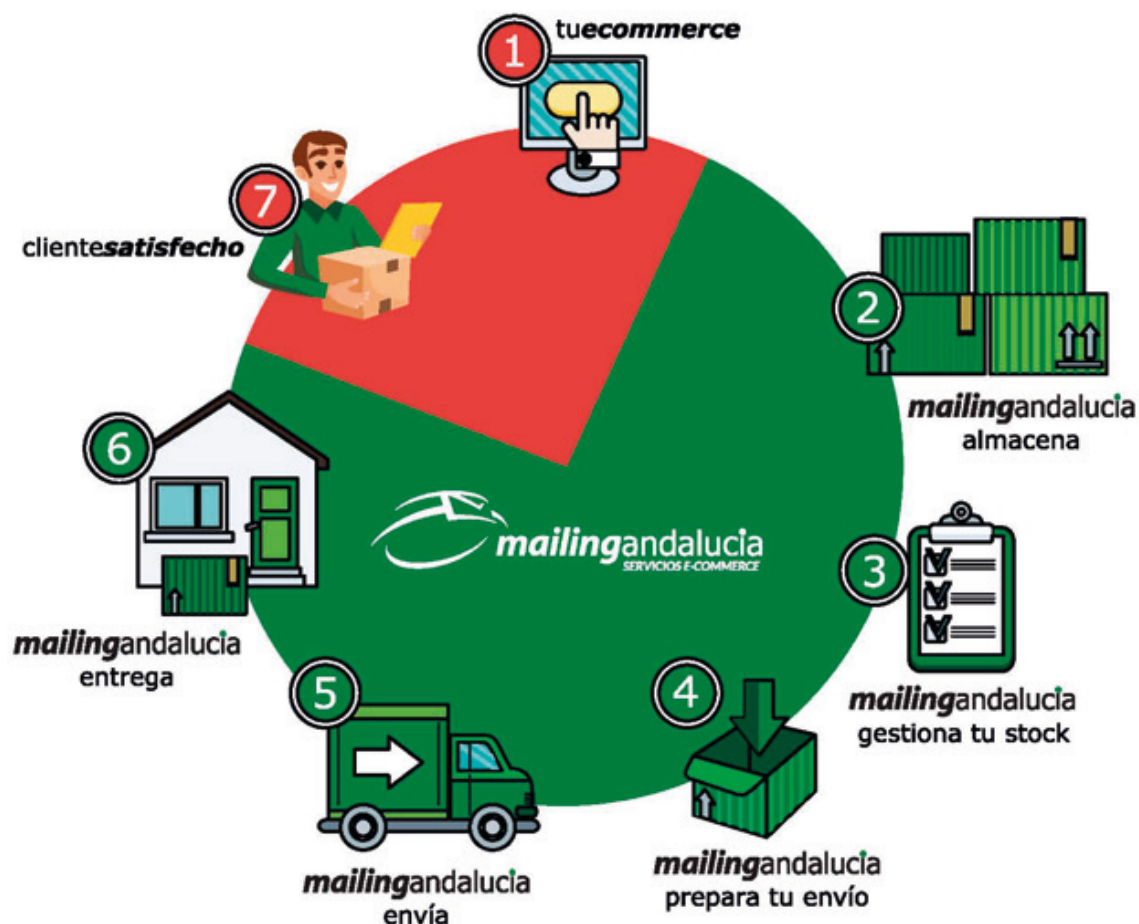 1
tuecommerce
2
mailingandalucia
almacena
3
mailingandalucia
gestiona tu stock
4
mailingandalucia
prepara tu envío
5
mailingandalucia
envía
6
mailingandalucia
entrega
7
clientesatisfecho
mailingandalucia
SERVICIOS E-COMMERCE